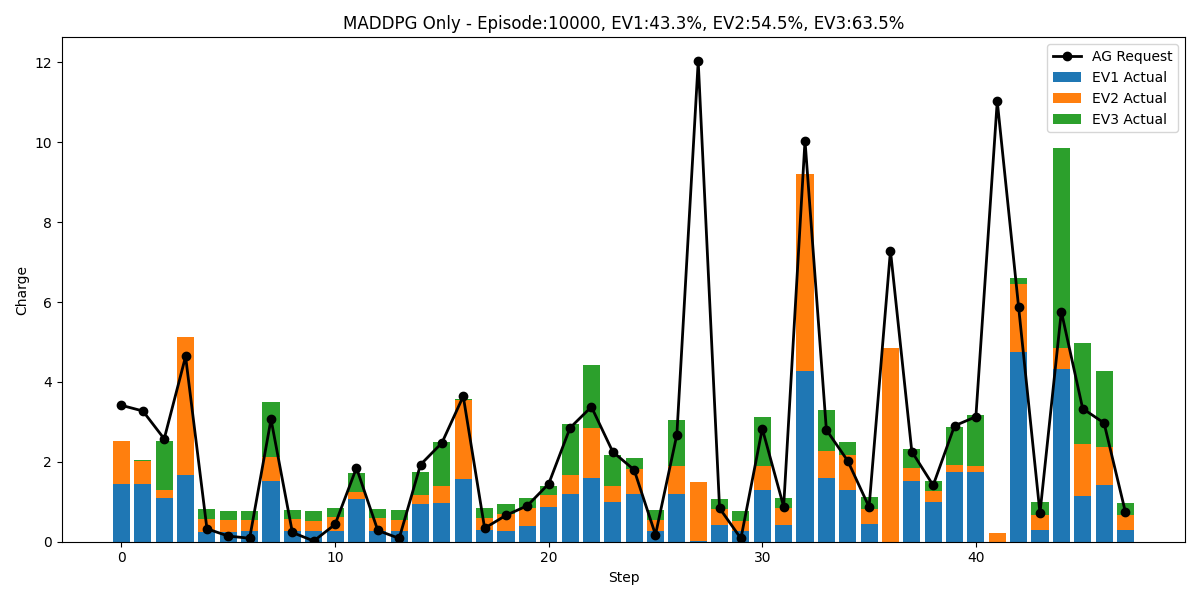 MADDPG Only - Episode:10000, EV1:43.3%, EV2:54.5%, EV3:63.5%
AG Request
EV1 Actual
EV2 Actual
EV3 Actual
Charge
12
10
8
6
4
2
0
0 10 20 30 40
Step